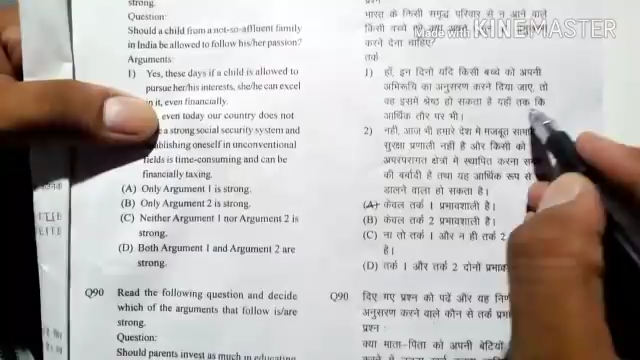 strong.
Question:
Should a child from a not-so-affluent family
in India be allowed to follow his/her passion?
Arguments:
1) Yes, these days if a child is allowed to
pursue her/his interests, she/he can excel
in it, even financially.
even today our country does not
a strong social security system and
blishing oneself in unconventional
fields is time-consuming and can be
financially taxing.
(A) Only Argument 1 is strong.
(B) Only Argument 2 is strong.
(C) Neither Argument 1 nor Argument 2 is
strong.
(D) Both Argument 1 and Argument 2 are
strong.
Q90 Read the following question and decide
which of the arguments that follow is/are
strong.
Question:
Should parents invest as much in educating
भारत के किसी समृद्ध परिवार से न आने वाले
किसी बच्चे को
करने देना चाहिए?
तर्क
1) हाँ, इन दिनो यदि किसी बच्चे को अपनी
अभिरूचि का अनुसरण करने दिया जाए, तो
वह इसमें श्रेष्ठ हो सकता है यहाँ तक कि
आर्थिक तौर पर भी।
2) नही, आज भी हमारे देश में मजबूत
सुरक्षा प्रणाली नही है और किसी को
अपरंपरागत क्षेत्रो में स्थापित करना
की बर्बादी है तथा यह आर्थिक रूप से
डालने वाला हो सकता है।
(A) केवल तर्क 1 प्रभावशाली है।
(B) केवल तर्क 2 प्रभावशाली है।
(C) ना तो तर्क 1 और न ही तर्क 2
है।
(D) तर्क 1 और तर्क 2 दोनों
Q90 दिए गए प्रश्न को पढ़ें और यह
अनुसरण करने वाले कौन से तर्क
प्रश्न :
क्या माता-पिता को अपनी बेटियों
Made with KINEMASTER